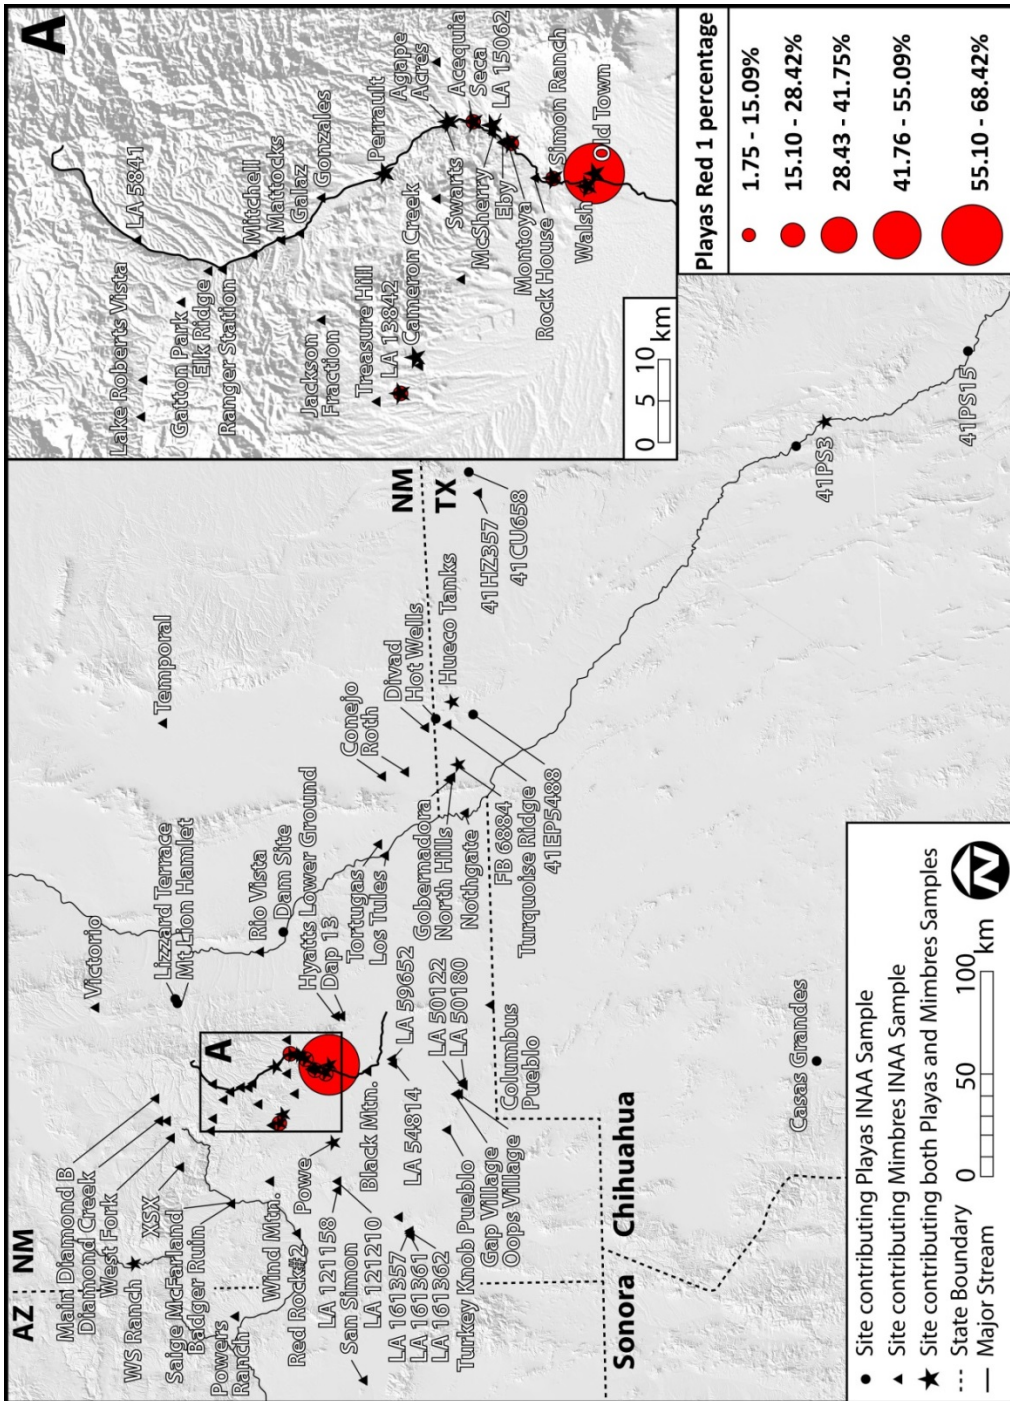 AZ
NM
Main Diamond B
Diamond Creek
West Fork
WS Ranch
XSX
Saige McFarland
Badger Ruin
Powers
Ranch
Wind Mtn.
Red Rock#2
Powe
LA 121158
San Simon
LA 121210
Black Mtn.
LA 161357
LA 161361
LA 161362
LA 54814
Turkey Knob Pueblo
Gap Village
Oops Village
LA 59652
LA 50122
LA 50180
Columbus
Pueblo
Victorio
Lizzard Terrace
Mt Lion Hamlet
Rio Vista
Dam Site
Hyatts Lower Ground
Dap 13
Tortugas
Los Tules
Temporal
Conejo
Roth
Divad
Hot Wells
Hueco Tanks
Gobernadora
North Hills
Nothgate
FB 6884
Turquoise Ridge
41EP5488
NM
TX
41HZ357
41CU658
41PS3
41PS15
Casas Grandes
Sonora
Chihuahua
A
A
Lake Roberts Vista
LA 5841
Gatton Park
Elk Ridge
Ranger Station
Mitchell
Mattocks
Galaz
Gonzales
Jackson
Fraction
Treasure Hill
LA 13842
Cameron Creek
Perrault
Agape
Acres
Swarts
Acequia
Seca
McSherry
LA 15062
Eby
Montoya
Rock House
Simon Ranch
Walsh
Old Town
0 5 10
km
Playas Red 1 percentage
1.75 - 15.09%
15.10 - 28.42%
28.43 - 41.75%
41.76 - 55.09%
55.10 - 68.42%
Site contributing Playas INAA Sample
Site contributing Mimbres INAA Sample
Site contributing both Playas and Mimbres Samples
State Boundary
Major Stream
0 50 100
km
N